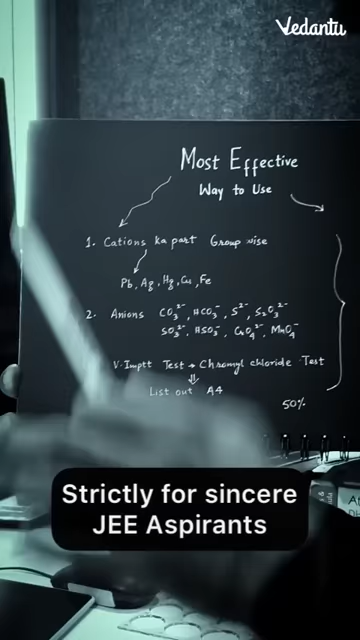 Vedantu
Most Effective
Way to Use
1. Cations ka part Group wise
Pb, Ag, Hg, Cu, Fe
2. Anions CO₃²⁻, HCO₃⁻, S²⁻, S₂O₃²⁻
SO₃²⁻, HSO₃⁻, C₂O₄²⁻, MnO₄⁻
V. Imptt Test → Chromyl chloride Test
⇓
List out A4
50%
Strictly for sincere
JEE Aspirants